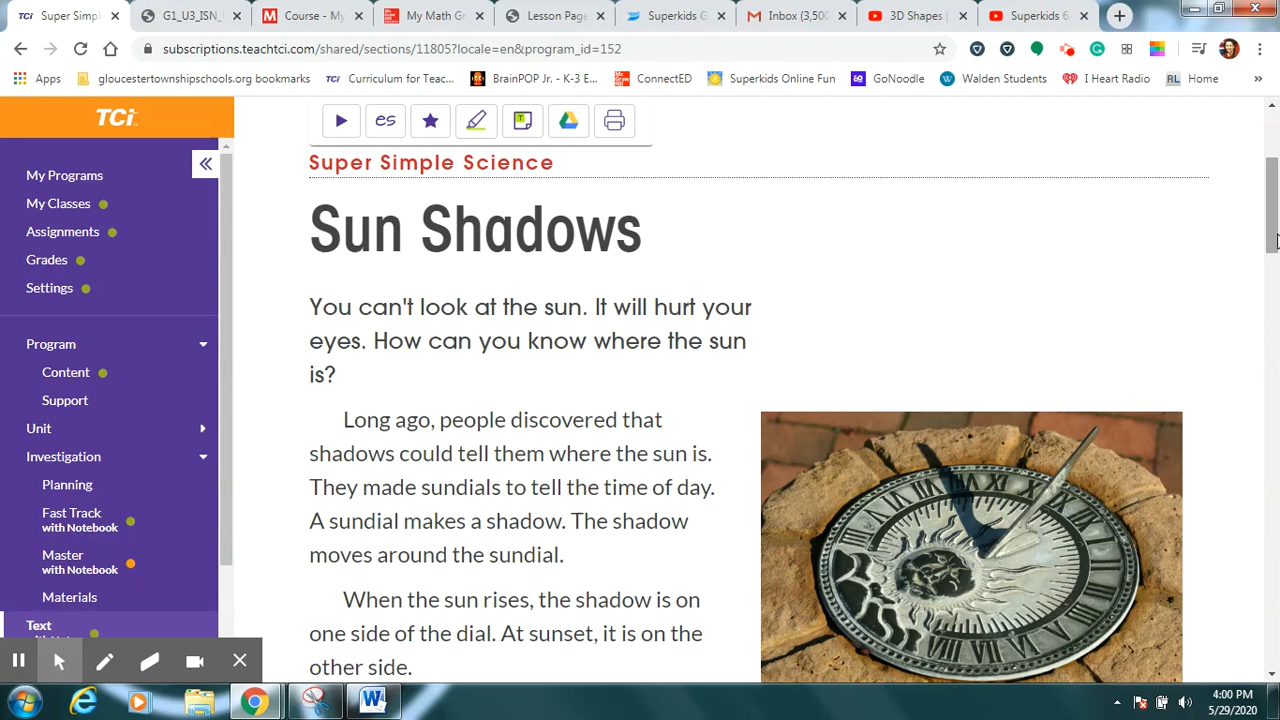 Super Simple
G1_U3_ISN_
Course - My
My Math Gr
Lesson Page
Superkids G
Inbox (3,500
3D Shapes |
Superkids 6
subscriptions.teachtci.com/shared/sections/11805?locale=en&program_id=152
Apps gloucestertownshipschools.org bookmarks TCi Curriculum for Teac... BrainPOP Jr. - K-3 E... ConnectED Superkids Online Fun GoNoodle Walden Students I Heart Radio RL Home »
TCi
es
Super Simple Science
My Programs
My Classes
Assignments
Grades
Settings
Program
Content
Support
Unit
Investigation
Planning
Fast Track
with Notebook
Master
with Notebook
Materials
Text
Sun Shadows
You can't look at the sun. It will hurt your
eyes. How can you know where the sun
is?
Long ago, people discovered that
shadows could tell them where the sun is.
They made sundials to tell the time of day.
A sundial makes a shadow. The shadow
moves around the sundial.
When the sun rises, the shadow is on
one side of the dial. At sunset, it is on the
other side.
4:00 PM
5/29/2020